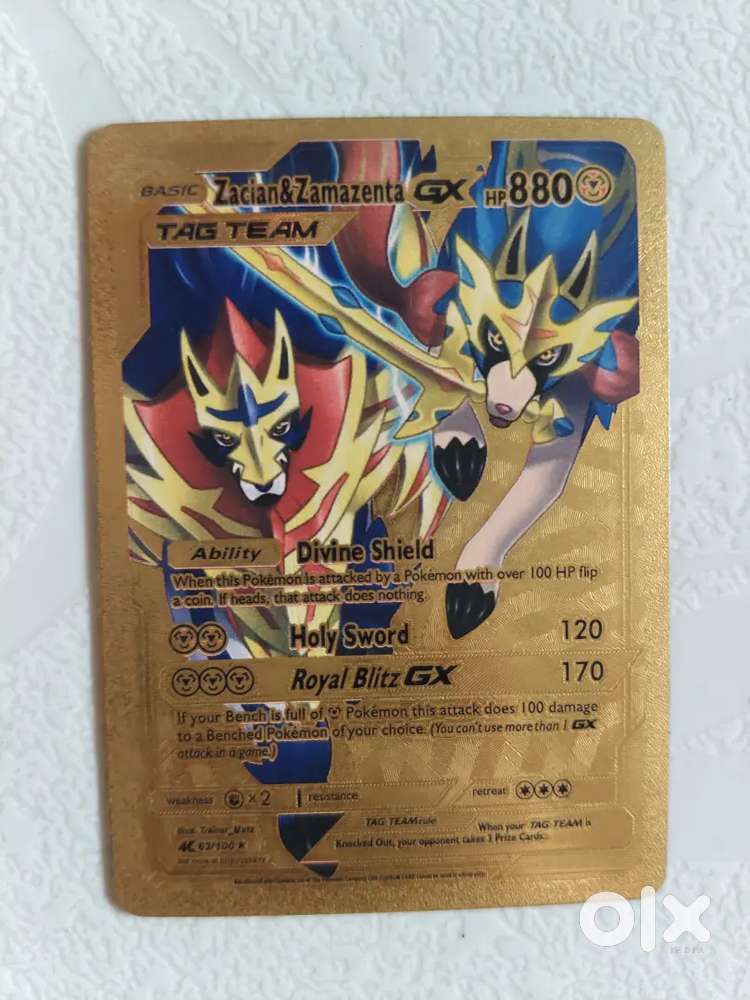 BASIC Zacian&Zamazenta GX HP880
TAG TEAM
Ability Divine Shield
When this Pokémon is attacked by a Pokémon with over 100 HP flip
a coin. If heads, that attack does nothing.
Holy Sword 120
Royal Blitz GX 170
If your Bench is full of Pokémon this attack does 100 damage
to a Benched Pokémon of your choice. (You can't use more than 1 GX
attack in a game.)
weakness ×2 resistance retreat
Illus. Trainer_Matz
63/100
TAG TEAM rule When your TAG TEAM is
Knocked Out, your opponent takes 3 Prize Cards.
olx